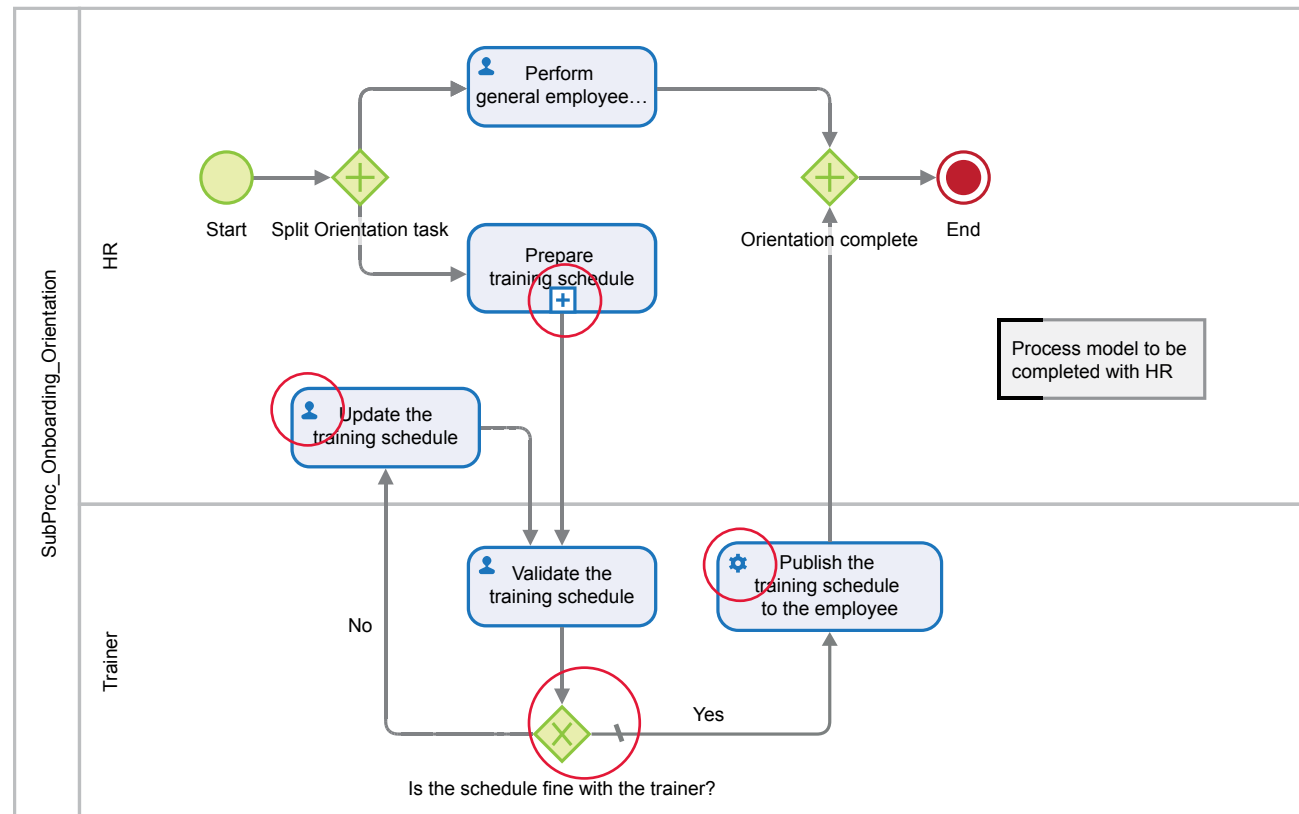 SubProc_Onboarding_Orientation
HR
Perform
general employee…
Start
Split Orientation task
Orientation complete
End
Prepare
training schedule
Process model to be
completed with HR
Update the
training schedule
Trainer
Validate the
training schedule
Publish the
training schedule
to the employee
No
Yes
Is the schedule fine with the trainer?